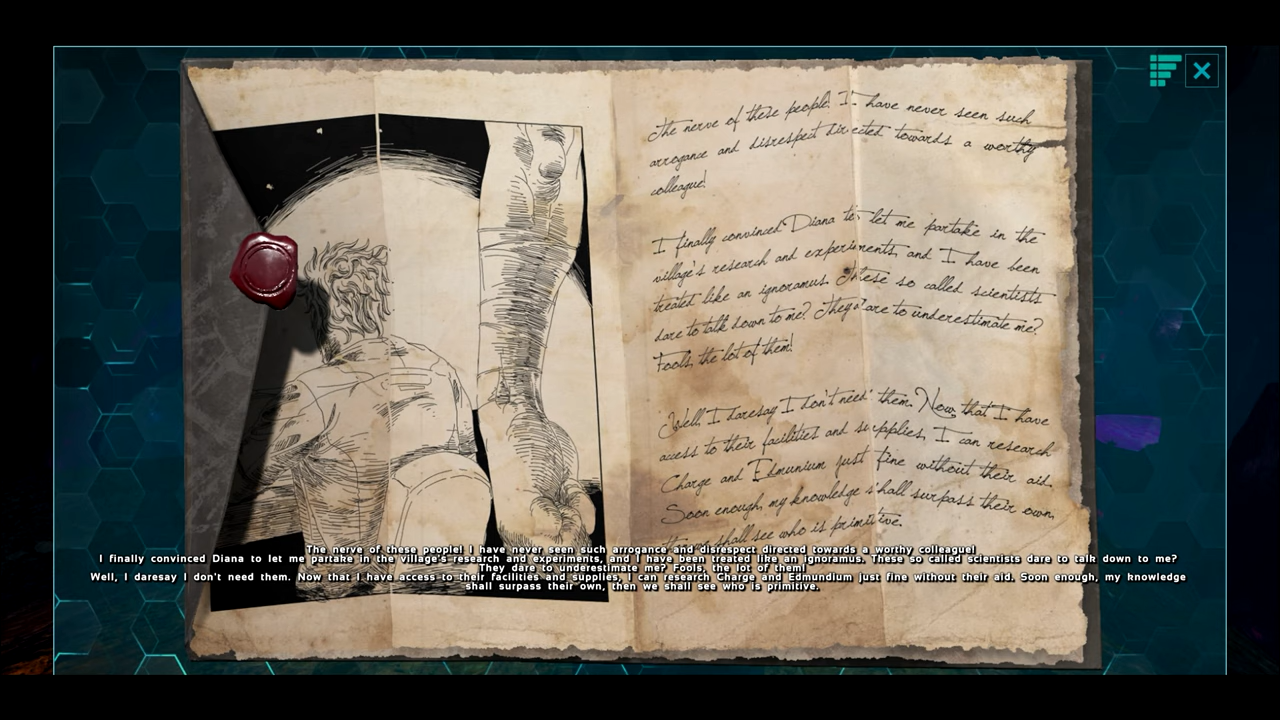 The nerve of these people! I have never seen such
arrogance and disrespect directed towards a worthy
colleague!
I finally convinced Diana to let me partake in the
village's research and experiments, and I have been
treated like an ignoramus. These so called scientists
dare to talk down to me? They dare to underestimate me?
Fools, the lot of them!
Well, I daresay I don't need them. Now that I have
access to their facilities and supplies, I can research
Charge and Edmunium just fine without their aid.
Soon enough, my knowledge shall surpass their own,
then we shall see who is primitive.
The nerve of these people! I have never seen such arrogance and disrespect directed towards a worthy colleague!
I finally convinced Diana to let me partake in the village's research and experiments, and I have been treated like an ignoramus. These so called scientists dare to talk down to me?
They dare to underestimate me? Fools, the lot of them!
Well, I daresay I don't need them. Now that I have access to their facilities and supplies, I can research Charge and Edmundium just fine without their aid. Soon enough, my knowledge
shall surpass their own, then we shall see who is primitive.